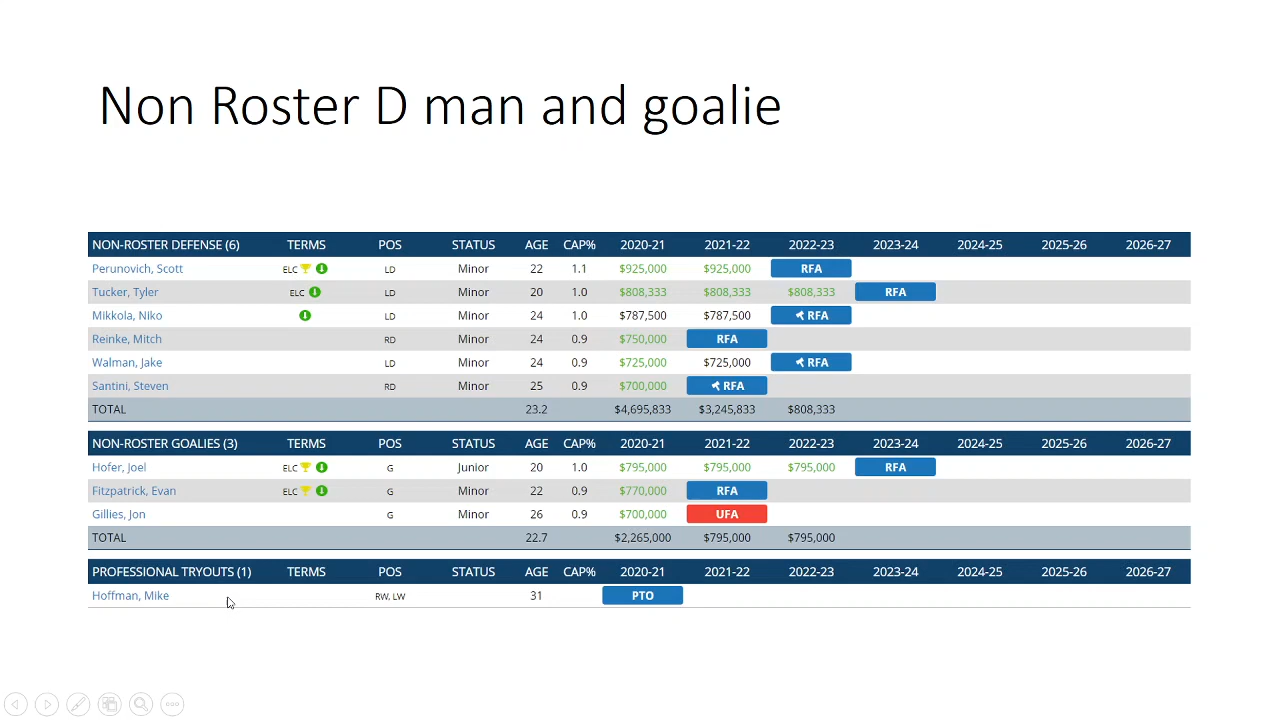 Non Roster D man and goalie
NON-ROSTER DEFENSE (6) TERMS POS STATUS AGE CAP% 2020-21 2021-22 2022-23 2023-24 2024-25 2025-26 2026-27
Perunovich, Scott ELC LD Minor 22 1.1 $925,000 $925,000 RFA
Tucker, Tyler ELC LD Minor 20 1.0 $808,333 $808,333 $808,333 RFA
Mikkola, Niko LD Minor 24 1.0 $787,500 $787,500 RFA
Reinke, Mitch RD Minor 24 0.9 $750,000 RFA
Walman, Jake LD Minor 24 0.9 $725,000 $725,000 RFA
Santini, Steven RD Minor 25 0.9 $700,000 RFA
TOTAL 23.2 $4,695,833 $3,245,833 $808,333
NON-ROSTER GOALIES (3) TERMS POS STATUS AGE CAP% 2020-21 2021-22 2022-23 2023-24 2024-25 2025-26 2026-27
Hofer, Joel ELC G Junior 20 1.0 $795,000 $795,000 $795,000 RFA
Fitzpatrick, Evan ELC G Minor 22 0.9 $770,000 RFA
Gillies, Jon G Minor 26 0.9 $700,000 UFA
TOTAL 22.7 $2,265,000 $795,000 $795,000
PROFESSIONAL TRYOUTS (1) TERMS POS STATUS AGE CAP% 2020-21 2021-22 2022-23 2023-24 2024-25 2025-26 2026-27
Hoffman, Mike RW, LW 31 PTO